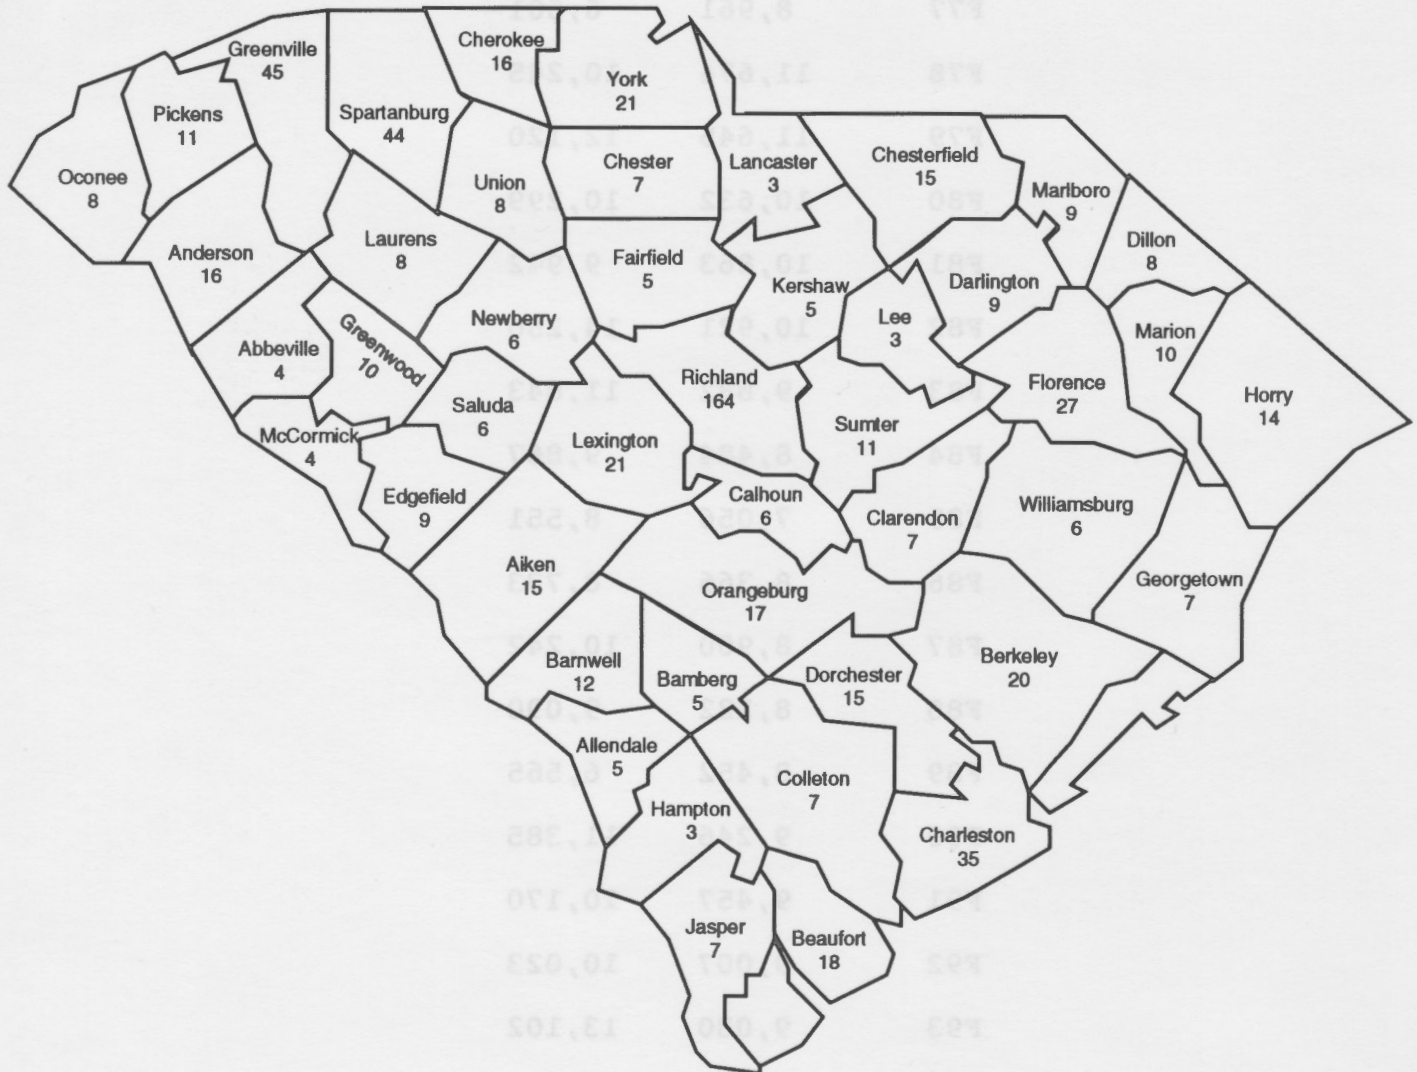 Greenville
45
Cherokee
16
York
21
Pickens
11
Spartanburg
44
Oconee
8
Union
8
Chester
7
Lancaster
3
Chesterfield
15
Marlboro
9
Anderson
16
Laurens
8
Fairfield
5
Kershaw
5
Darlington
9
Dillon
8
Abbeville
4
Greenwood
10
Newberry
6
Lee
3
Marion
10
Richland
164
Florence
27
Horry
14
McCormick
4
Saluda
6
Lexington
21
Sumter
11
Edgefield
9
Calhoun
6
Clarendon
7
Williamsburg
6
Aiken
15
Orangeburg
17
Georgetown
7
Barnwell
12
Bamberg
5
Dorchester
15
Berkeley
20
Allendale
5
Colleton
7
Hampton
3
Charleston
35
Jasper
7
Beaufort
18